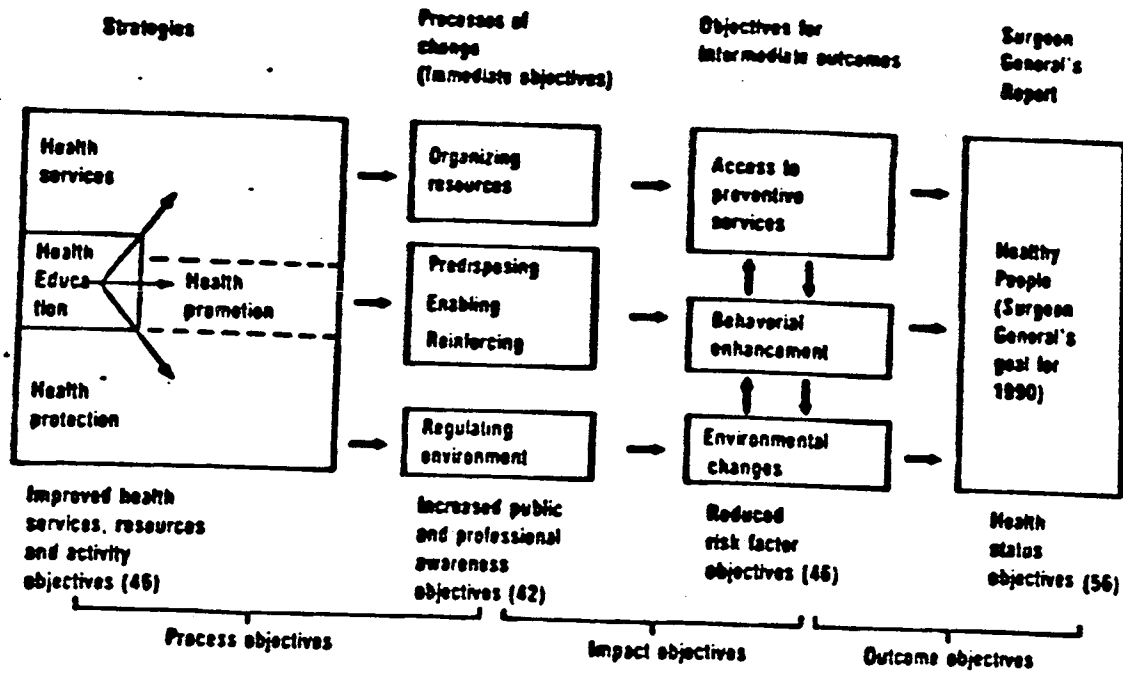 Strategies
Processes of
change
(Immediate objectives)
Objectives for
Intermediate outcomes
Surgeon
General's
Report
Health
services
Health
Educa
tion
Health
promotion
Health
protection
Organizing
resources
Predisposing
Enabling
Reinforcing
Regulating
environment
Access to
preventive
services
Behavorial
enhancement
Environmental
changes
Healthy
People
(Surgeon
General's
goal for
1990)
Improved health
services, resources
and activity
objectives (46)
Increased public
and professional
awareness
objectives (42)
Reduced
risk factor
objectives (46)
Health
status
objectives (56)
Process objectives
Impact objectives
Outcome objectives